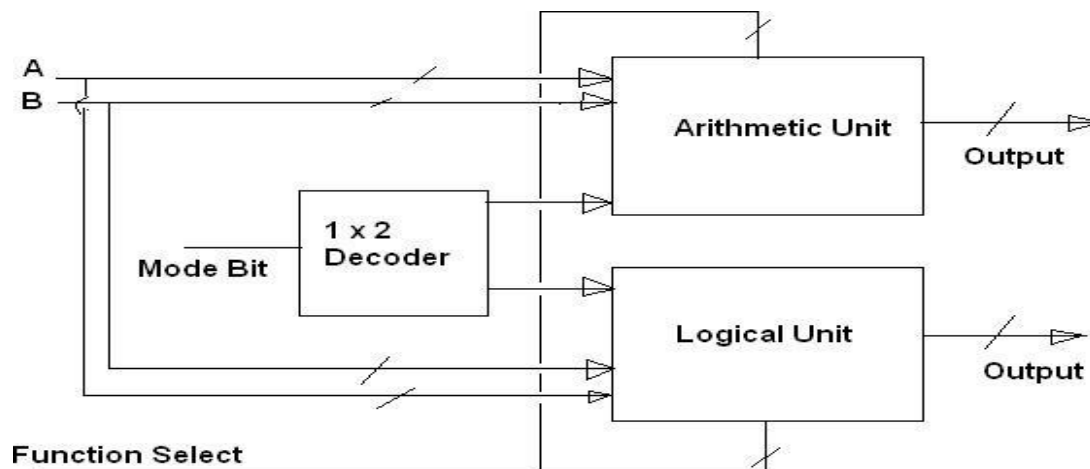 A
B
Arithmetic Unit
Output
1 x 2
Decoder
Mode Bit
Logical Unit
Output
Function Select